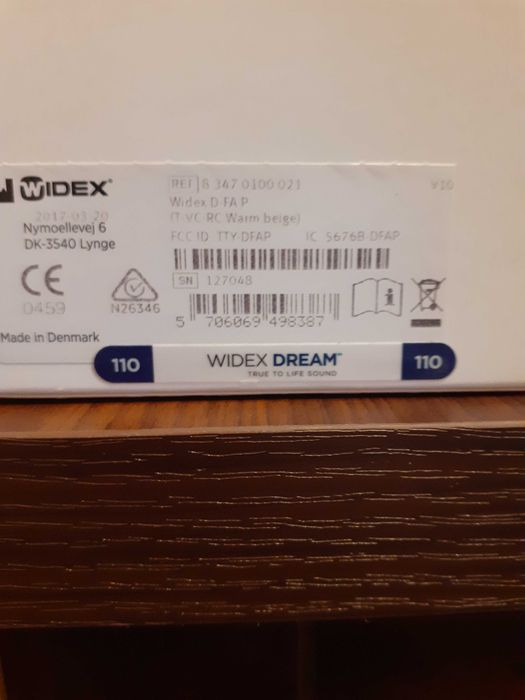 WIDEX®
2017-03-20
Nymoellevej 6
DK-3540 Lynge
CE
0459
N26346
Made in Denmark
REF 8 347 0100 021
V10
Widex D-FA P
(T-VC-RC Warm beige)
FCC ID: TTY-DFAP IC: 5676B-DFAP
SN 127048
5 706069 498387
110 WIDEX DREAM™ 110
TRUE TO LIFE SOUND